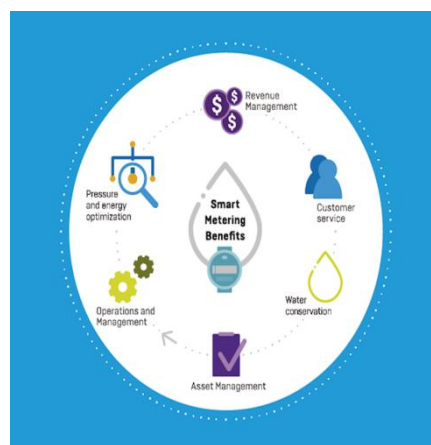 $
$
$
Revenue
Management
Smart
Metering
Benefits
Customer
service
Water
conservation
Asset Management
Operations and
Management
Pressure
and energy
optimization